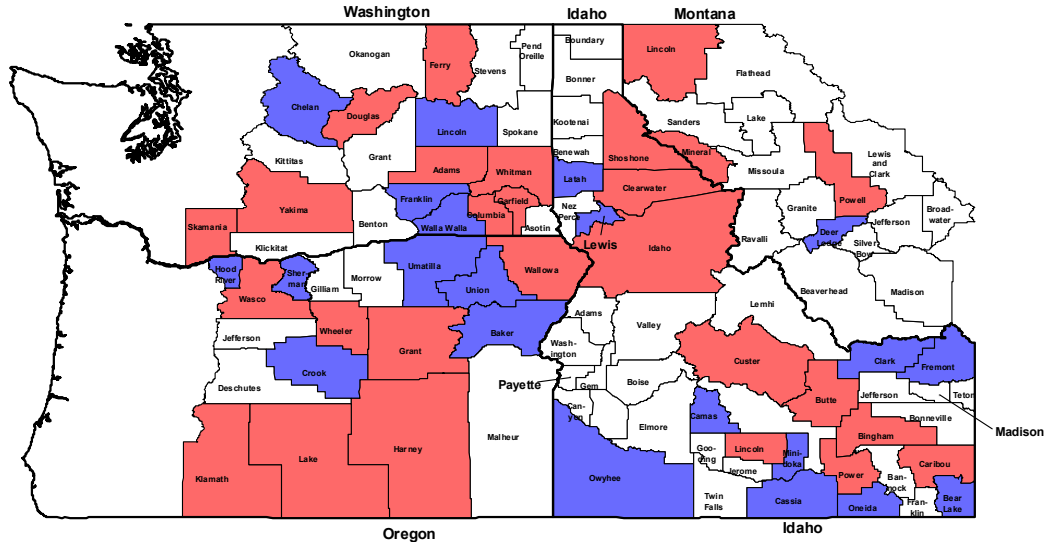 Washington
Idaho
Montana
Okanogan
Ferry
Stevens
Pend
Oreille
Boundary
Bonner
Lincoln
Flathead
Chelan
Douglas
Lincoln
Spokane
Kootenai
Sanders
Lake
Kittitas
Grant
Benewah
Shoshone
Mineral
Missoula
Lewis
and
Clark
Adams
Whitman
Latah
Clearwater
Powell
Yakima
Franklin
Garfield
Columbia
Nez
Perce
Granite
Jefferson
Broad-
water
Skamania
Benton
Walla Walla
Asotin
Lewis
Idaho
Ravalli
Deer
Lodge
Silver
Bow
Klickitat
Hood
River
Sher-
man
Gilliam
Morrow
Umatilla
Union
Wallowa
Wasco
Lemhi
Beaverhead
Madison
Jefferson
Wheeler
Grant
Baker
Adams
Valley
Wash-
ington
Crook
Deschutes
Payette
Gem
Boise
Custer
Clark
Fremont
Butte
Jefferson
Teton
Madison
Can-
yon
Elmore
Camas
Bonneville
Malheur
Klamath
Lake
Harney
Owyhee
Goo-
ding
Lincoln
Mini-
doka
Jerome
Bingham
Power
Ban-
nock
Caribou
Twin
Falls
Cassia
Oneida
Fran-
klin
Bear
Lake
Oregon
Idaho